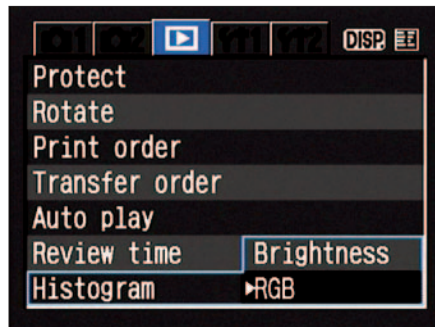 DISP.
Protect
Rotate
Print order
Transfer order
Auto play
Review time Brightness
Histogram ▸RGB